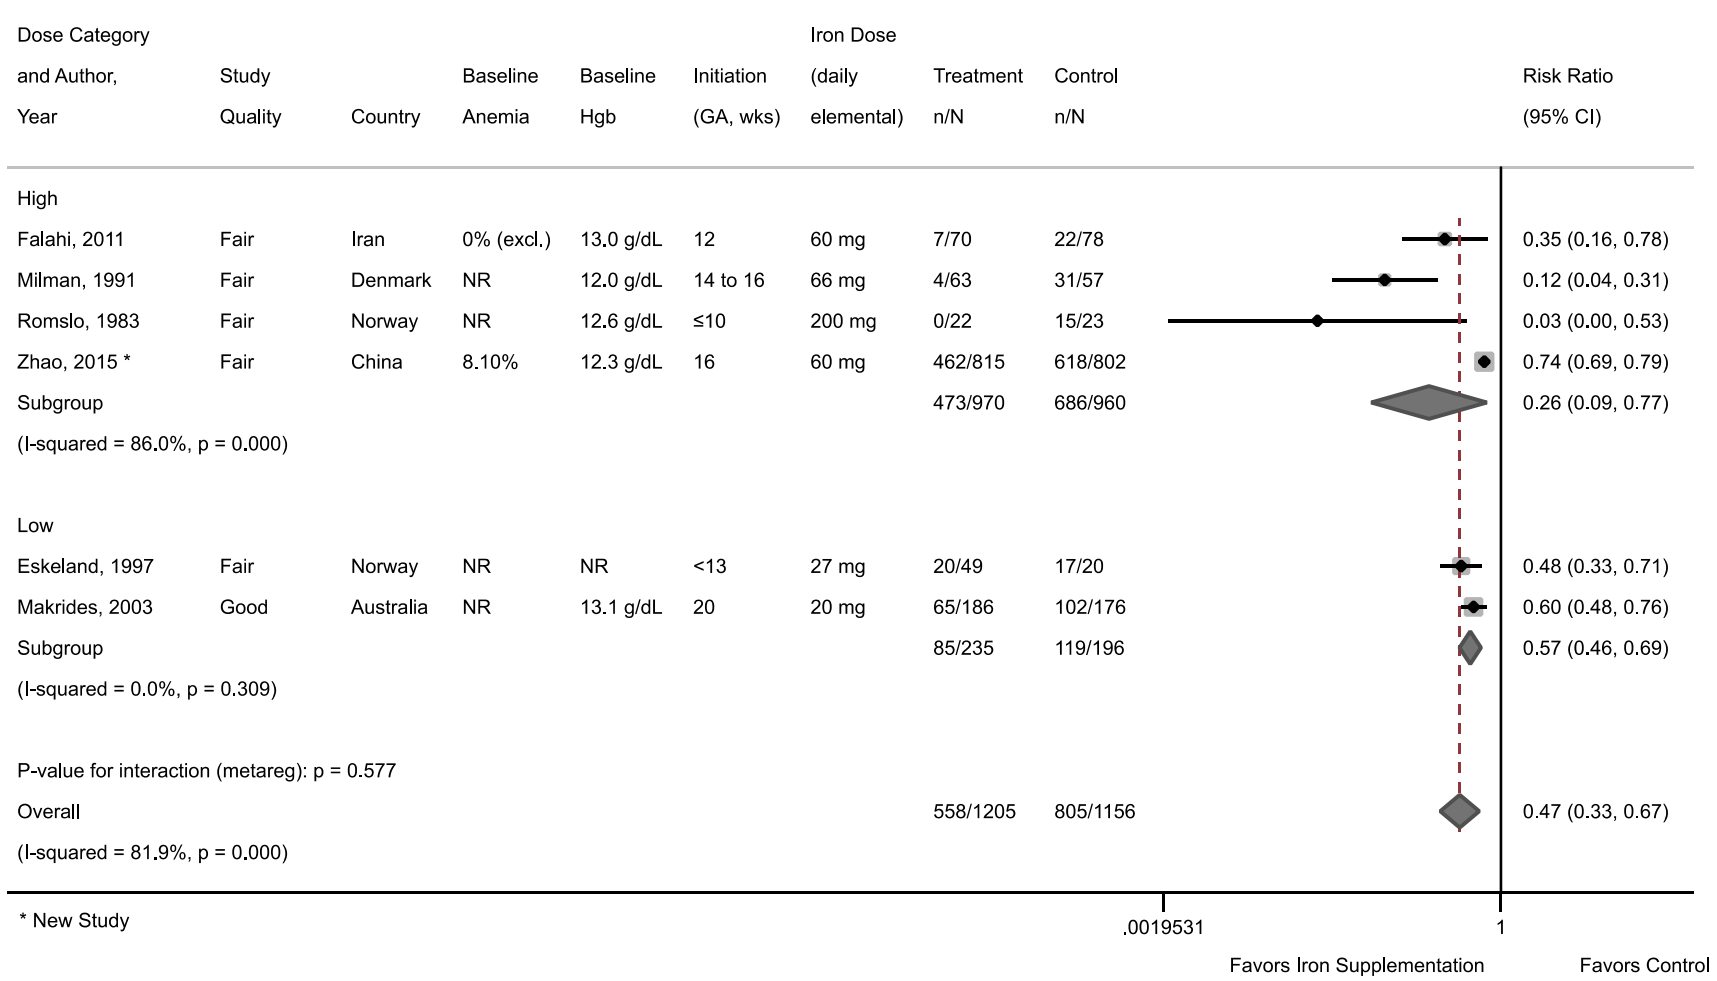 Dose Category Iron Dose
and Author, Study Baseline Baseline Initiation (daily Treatment Control Risk Ratio
Year Quality Country Anemia Hgb (GA, wks) elemental) n/N n/N (95% CI)
High
Falahi, 2011 Fair Iran 0% (excl.) 13.0 g/dL 12 60 mg 7/70 22/78 0.35 (0.16, 0.78)
Milman, 1991 Fair Denmark NR 12.0 g/dL 14 to 16 66 mg 4/63 31/57 0.12 (0.04, 0.31)
Romslo, 1983 Fair Norway NR 12.6 g/dL ≤10 200 mg 0/22 15/23 0.03 (0.00, 0.53)
Zhao, 2015 * Fair China 8.10% 12.3 g/dL 16 60 mg 462/815 618/802 0.74 (0.69, 0.79)
Subgroup 473/970 686/960 0.26 (0.09, 0.77)
(I-squared = 86.0%, p = 0.000)
Low
Eskeland, 1997 Fair Norway NR NR <13 27 mg 20/49 17/20 0.48 (0.33, 0.71)
Makrides, 2003 Good Australia NR 13.1 g/dL 20 20 mg 65/186 102/176 0.60 (0.48, 0.76)
Subgroup 85/235 119/196 0.57 (0.46, 0.69)
(I-squared = 0.0%, p = 0.309)
P-value for interaction (metareg): p = 0.577
Overall 558/1205 805/1156 0.47 (0.33, 0.67)
(I-squared = 81.9%, p = 0.000)
* New Study .0019531 1
Favors Iron Supplementation Favors Control